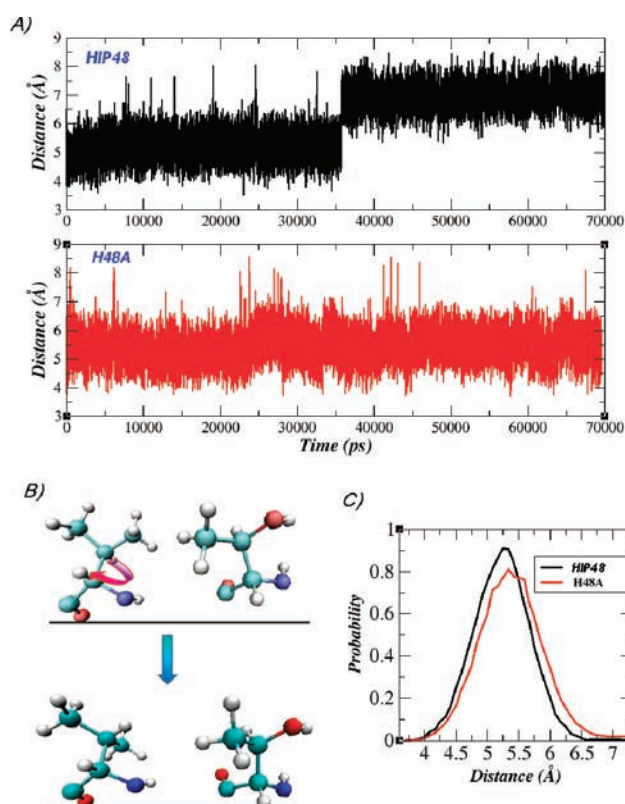 A)
HIP48
Distance (Å)
9
8
7
6
5
4
3
0 10000 20000 30000 40000 50000 60000 70000
H48A
Distance (Å)
9
8
7
6
5
4
3
0 10000 20000 30000 40000 50000 60000 70000
Time (ps)
B)
C)
Probability
1
0.8
0.6
0.4
0.2
0
HIP48
H48A
4 4.5 5 5.5 6 6.5 7
Distance (Å)